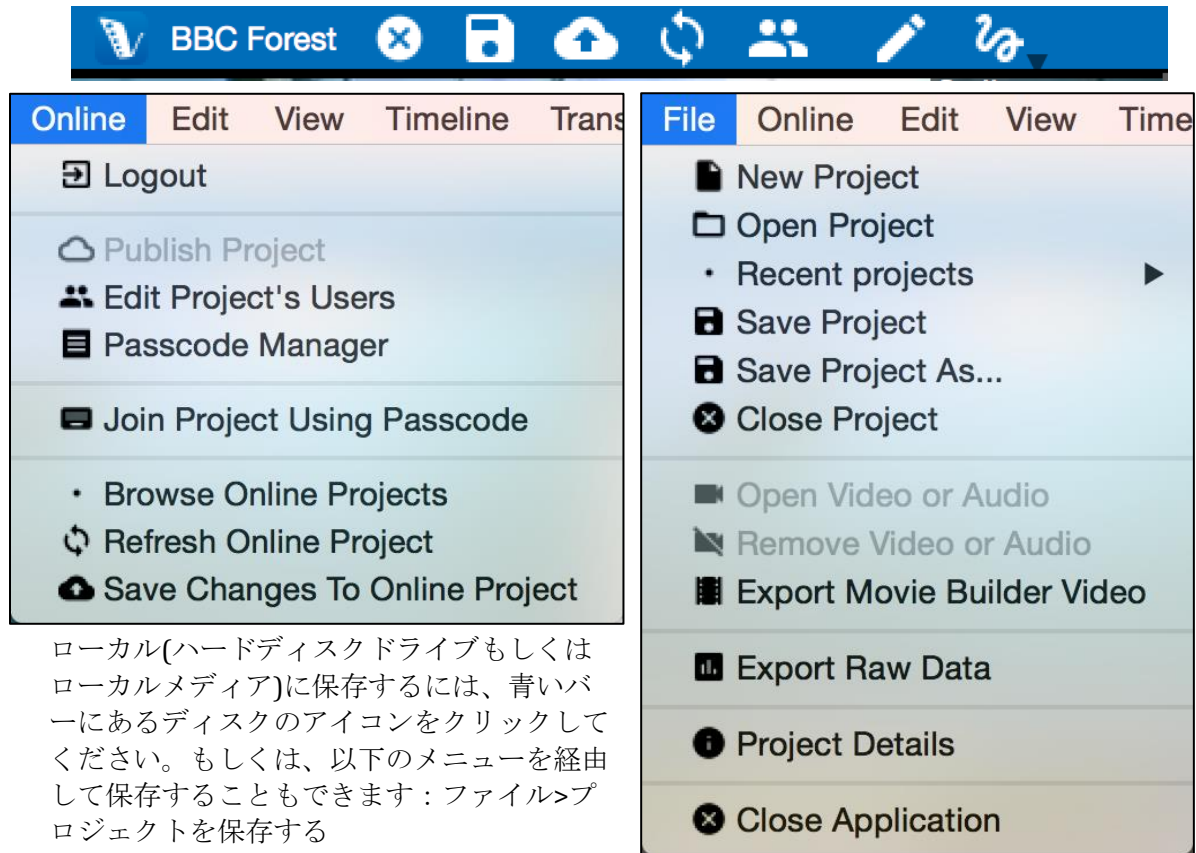 BBC Forest
Online Edit View Timeline Trans
Logout
Publish Project
Edit Project's Users
Passcode Manager
Join Project Using Passcode
Browse Online Projects
Refresh Online Project
Save Changes To Online Project
ローカル(ハードディスクドライブもしくは
ローカルメディア)に保存するには、青いバ
ーにあるディスクのアイコンをクリックして
ください。もしくは、以下のメニューを経由
して保存することもできます：ファイル>プ
ロジェクトを保存する
File Online Edit View Time
New Project
Open Project
Recent projects
Save Project
Save Project As...
Close Project
Open Video or Audio
Remove Video or Audio
Export Movie Builder Video
Export Raw Data
Project Details
Close Application